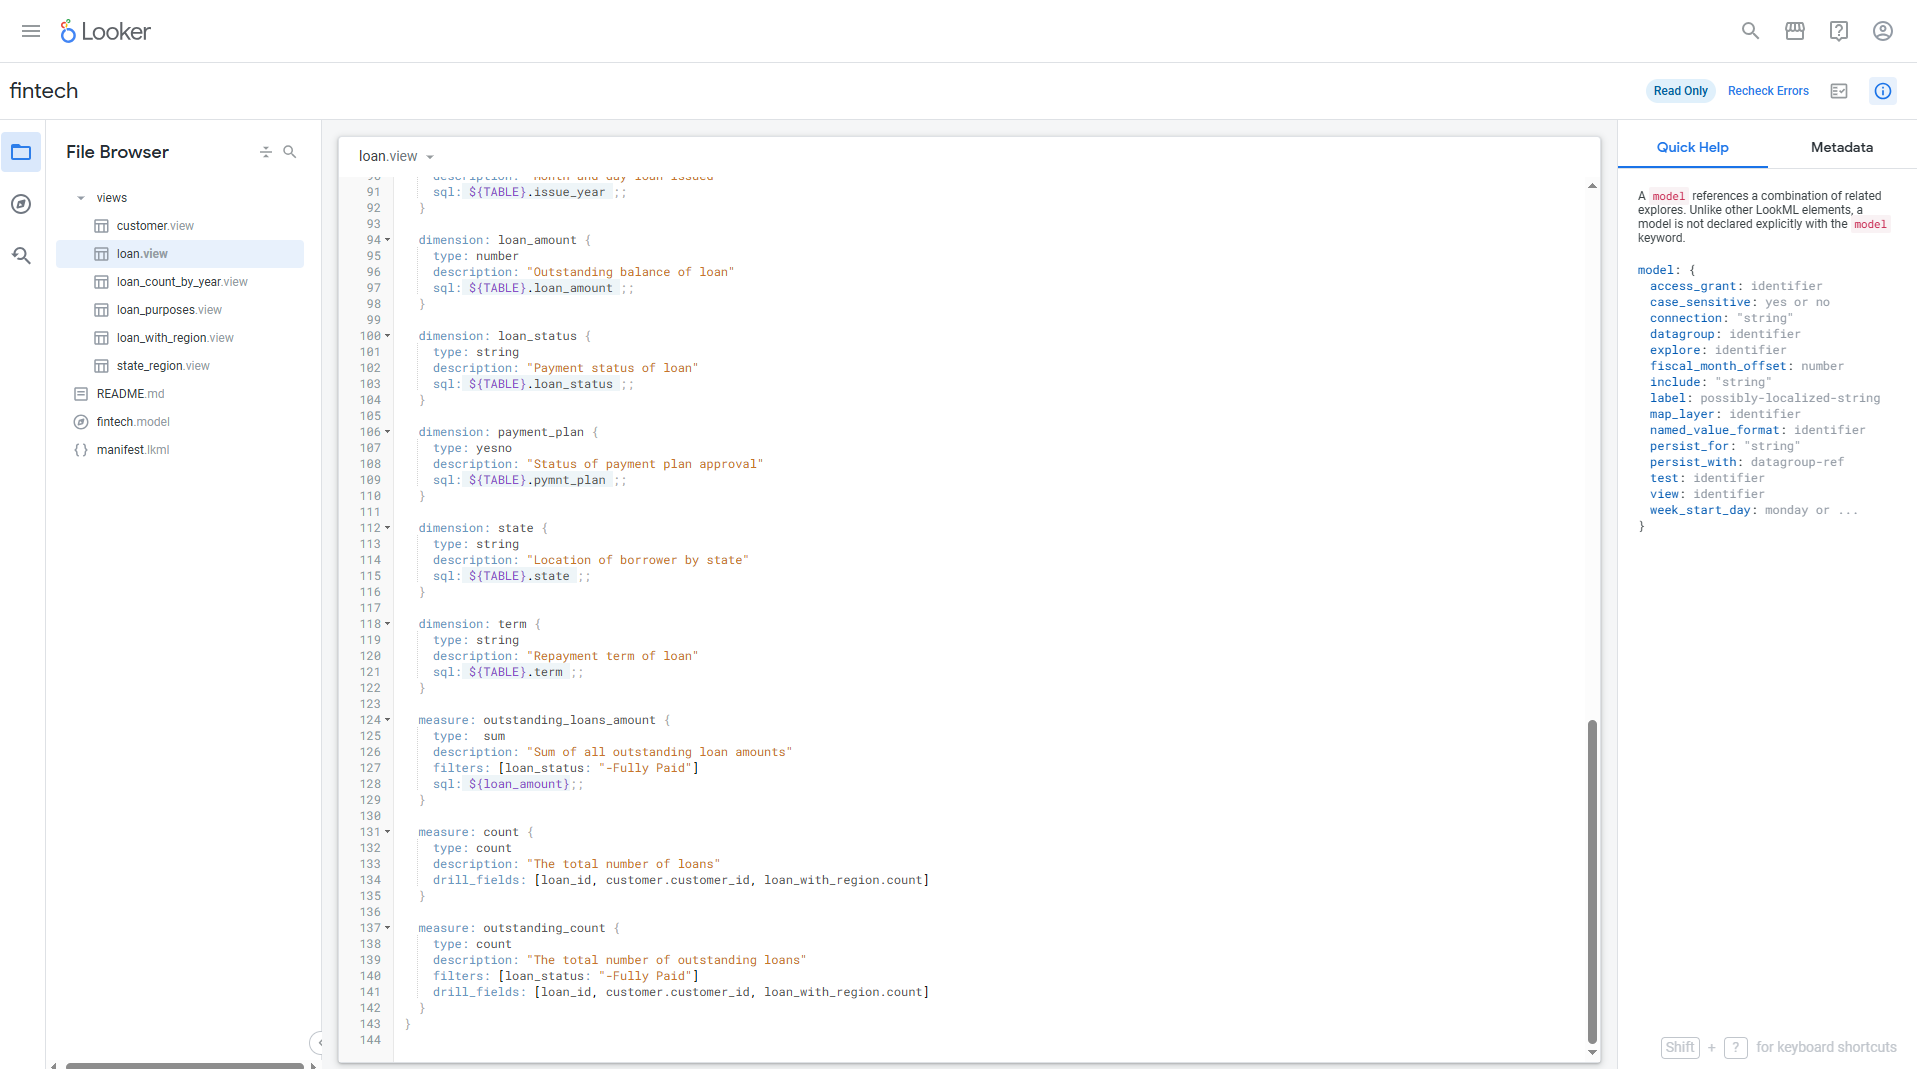 Looker
fintech
Read Only
Recheck Errors
File Browser
views
customer.view
loan.view
loan_count_by_year.view
loan_purposes.view
loan_with_region.view
state_region.view
README.md
fintech.model
manifest.lkml
loan.view
90 description: "Month and day loan issued"
91 sql: ${TABLE}.issue_year ;;
92 }
93
94 dimension: loan_amount {
95 type: number
96 description: "Outstanding balance of loan"
97 sql: ${TABLE}.loan_amount ;;
98 }
99
100 dimension: loan_status {
101 type: string
102 description: "Payment status of loan"
103 sql: ${TABLE}.loan_status ;;
104 }
105
106 dimension: payment_plan {
107 type: yesno
108 description: "Status of payment plan approval"
109 sql: ${TABLE}.pymnt_plan ;;
110 }
111
112 dimension: state {
113 type: string
114 description: "Location of borrower by state"
115 sql: ${TABLE}.state ;;
116 }
117
118 dimension: term {
119 type: string
120 description: "Repayment term of loan"
121 sql: ${TABLE}.term ;;
122 }
123
124 measure: outstanding_loans_amount {
125 type:  sum
126 description: "Sum of all outstanding loan amounts"
127 filters: [loan_status: "-Fully Paid"]
128 sql: ${loan_amount};;
129 }
130
131 measure: count {
132 type: count
133 description: "The total number of loans"
134 drill_fields: [loan_id, customer.customer_id, loan_with_region.count]
135 }
136
137 measure: outstanding_count {
138 type: count
139 description: "The total number of outstanding loans"
140 filters: [loan_status: "-Fully Paid"]
141 drill_fields: [loan_id, customer.customer_id, loan_with_region.count]
142 }
143 }
144
Quick Help
Metadata
A model references a combination of related
explores. Unlike other LookML elements, a
model is not declared explicitly with the model
keyword.
model: {
access_grant: identifier
case_sensitive: yes or no
connection: "string"
datagroup: identifier
explore: identifier
fiscal_month_offset: number
include: "string"
label: possibly-localized-string
map_layer: identifier
named_value_format: identifier
persist_for: "string"
persist_with: datagroup-ref
test: identifier
view: identifier
week_start_day: monday or ...
}
Shift + ? for keyboard shortcuts